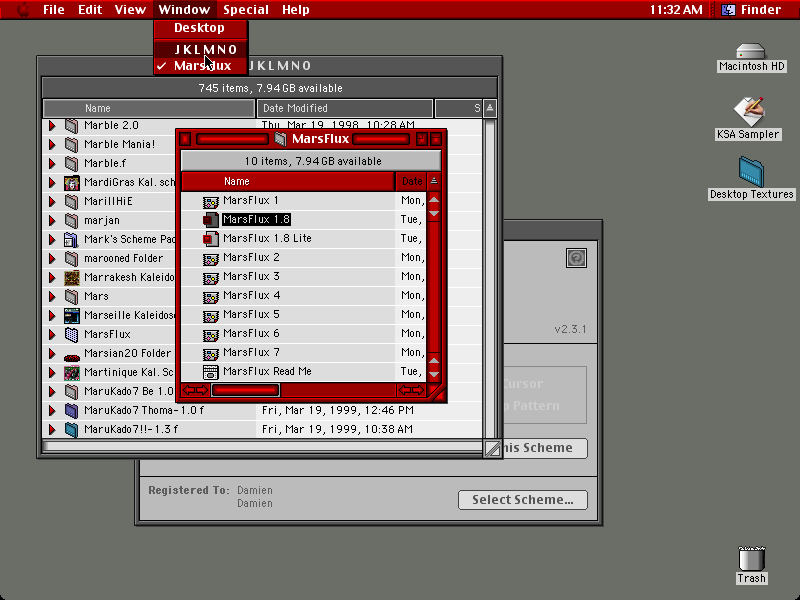 File Edit View Window Special Help 11:32 AM Finder
Desktop
J K L M N O
✓ MarsFlux
J K L M N O
745 items, 7.94 GB available
Name Date Modified S
Marble 2.0 Thu, Mar 19, 1998, 10:28 AM
Marble Mania!
Marble.f
MardiGras Kal. sch
MarillHiE
marjan
Mark's Scheme Pac
marooned Folder
Marrakesh Kaleido
Mars
Marseille Kaleidos
MarsFlux
Marsian20 Folder
Martinique Kal. Sc
MaruKado7 Be 1.0
MaruKado7 Thoma-1.0 f Fri, Mar 19, 1999, 12:46 PM
MaruKado7!!-1.3 f Fri, Mar 19, 1999, 10:38 AM
MarsFlux
10 items, 7.94 GB available
Name Date
MarsFlux 1 Mon,
MarsFlux 1.8 Tue,
MarsFlux 1.8 Lite Tue,
MarsFlux 2 Mon,
MarsFlux 3 Mon,
MarsFlux 4 Mon,
MarsFlux 5 Mon,
MarsFlux 6 Mon,
MarsFlux 7 Mon,
MarsFlux Read Me Tue,
v2.3.1
Cursor
p Pattern
his Scheme
Registered To: Damien
Damien
Select Scheme...
Macintosh HD
KSA Sampler
Desktop Textures
Trash